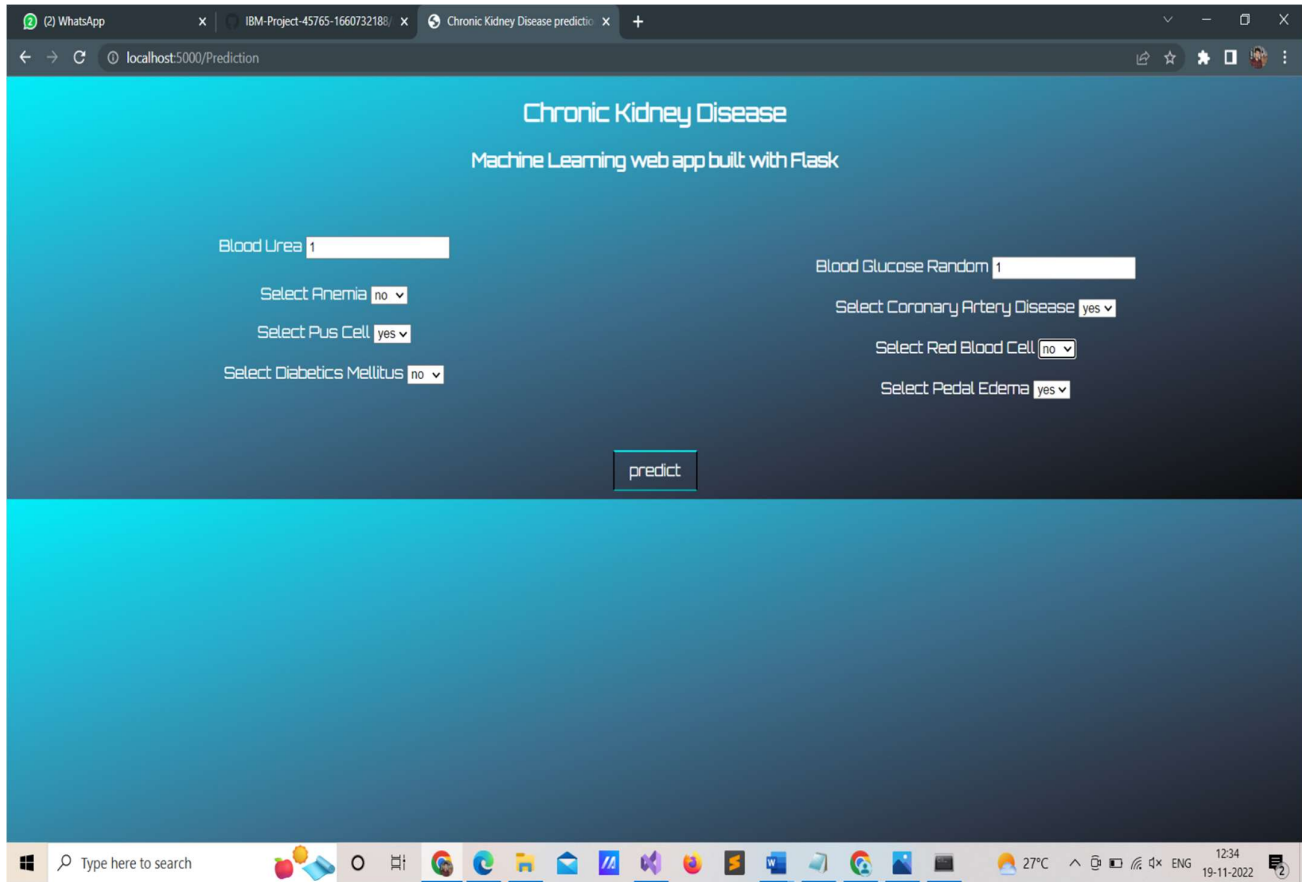 (2) WhatsApp
IBM-Project-45765-1660732188/
Chronic Kidney Disease predictio
localhost:5000/Prediction
Chronic Kidney Disease
Machine Learning web app built with Flask
Blood Urea 1
Select Anemia no
Select Pus Cell yes
Select Diabetics Mellitus no
Blood Glucose Random 1
Select Coronary Artery Disease yes
Select Red Blood Cell no
Select Pedal Edema yes
predict
Type here to search
27°C
ENG
12:34
19-11-2022
2